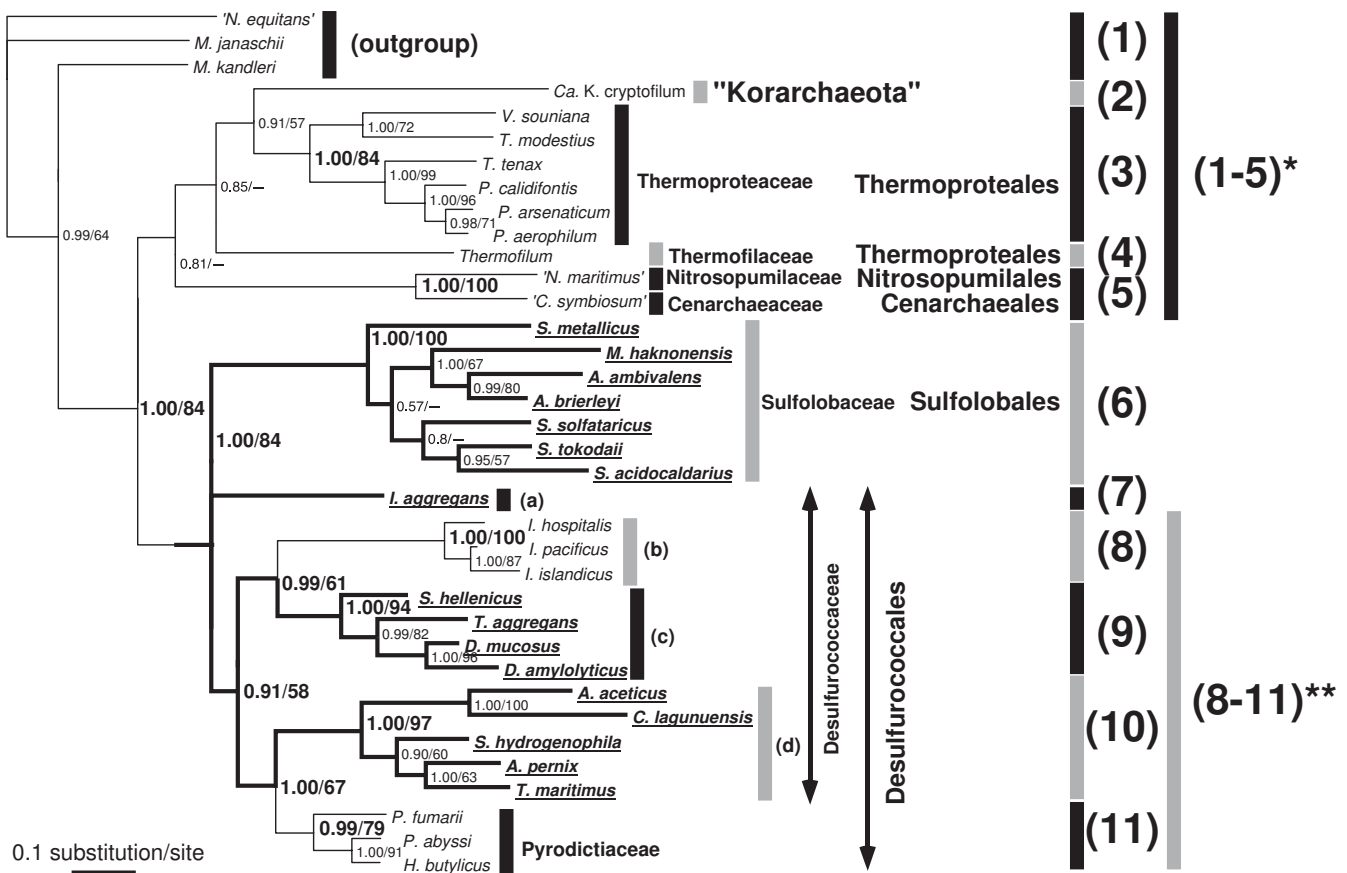 'N. equitans'
M. janaschii
(outgroup)
(1)
M. kandleri
Ca. K. cryptofilum
"Korarchaeota"
(2)
0.91/57
V. souniana
1.00/72
T. modestius
1.00/84
T. tenax
1.00/99
P. calidifontis
Thermoproteaceae
Thermoproteales
(3)
(1-5)*
0.85/–
1.00/96
P. arsenaticum
0.98/71
P. aerophilum
0.99/64
Thermofilum
Thermofilaceae
Thermoproteales
(4)
0.81/–
'N. maritimus'
Nitrosopumilaceae
Nitrosopumilales
1.00/100
(5)
'C. symbiosum'
Cenarchaeaceae
Cenarchaeales
S. metallicus
1.00/100
M. haknonensis
1.00/67
A. ambivalens
0.99/80
A. brierleyi
0.57/–
Sulfolobaceae
Sulfolobales
(6)
1.00/84
S. solfataricus
1.00/84
0.8/–
S. tokodaii
0.95/57
S. acidocaldarius
I. aggregans
(a)
(7)
I. hospitalis
1.00/100
I. pacificus
(b)
(8)
1.00/87
I. islandicus
0.99/61
S. hellenicus
1.00/94
T. aggregans
0.99/82
(c)
(9)
D. mucosus
1.00/96
D. amylolyticus
Desulfurococcaceae
Desulfurococcales
0.91/58
A. aceticus
1.00/100
(8-11)**
C. lagunuensis
1.00/97
(10)
S. hydrogenophila
(d)
0.90/60
A. pernix
1.00/63
T. maritimus
1.00/67
P. fumarii
0.99/79
(11)
P. abyssi
1.00/91
Pyrodictiaceae
0.1 substitution/site
H. butylicus